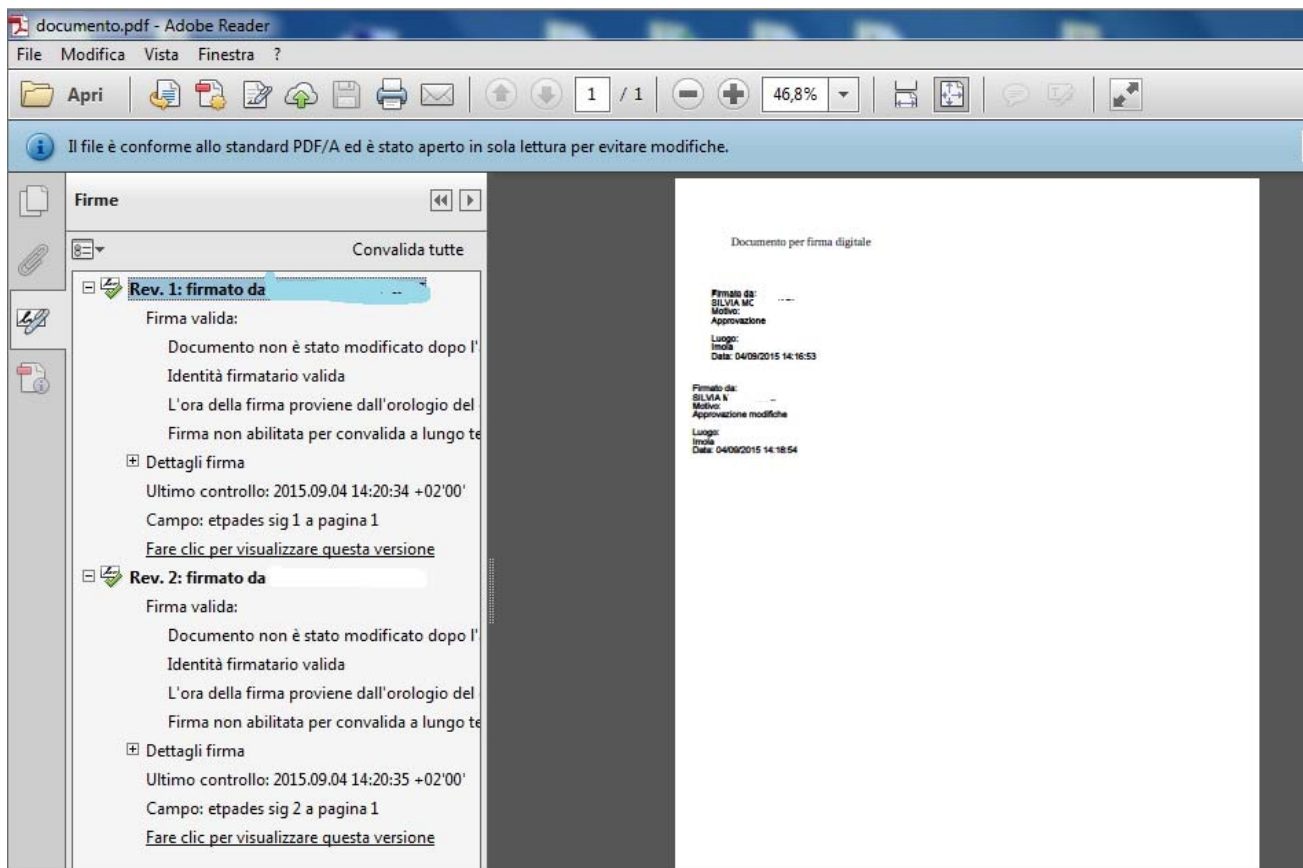 documento.pdf - Adobe Reader
File Modifica Vista Finestra ?
Apri 1 / 1 46,8%
Il file è conforme allo standard PDF/A ed è stato aperto in sola lettura per evitare modifiche.
Firme
Convalida tutte
Rev. 1: firmato da
Firma valida:
Documento non è stato modificato dopo l'
Identità firmatario valida
L'ora della firma proviene dall'orologio del
Firma non abilitata per convalida a lungo te
Dettagli firma
Ultimo controllo: 2015.09.04 14:20:34 +02'00'
Campo: etpades sig 1 a pagina 1
Fare clic per visualizzare questa versione
Rev. 2: firmato da
Firma valida:
Documento non è stato modificato dopo l'
Identità firmatario valida
L'ora della firma proviene dall'orologio del
Firma non abilitata per convalida a lungo te
Dettagli firma
Ultimo controllo: 2015.09.04 14:20:35 +02'00'
Campo: etpades sig 2 a pagina 1
Fare clic per visualizzare questa versione
Documento per firma digitale
Firmato da:
SILVIA
Motivo:
Approvazione
Luogo:
Imola
Data: 04/09/2015 14:16:53
Firmato da:
SILVIA
Motivo:
Approvazione modifiche
Luogo:
Imola
Data: 04/09/2015 14:18:54